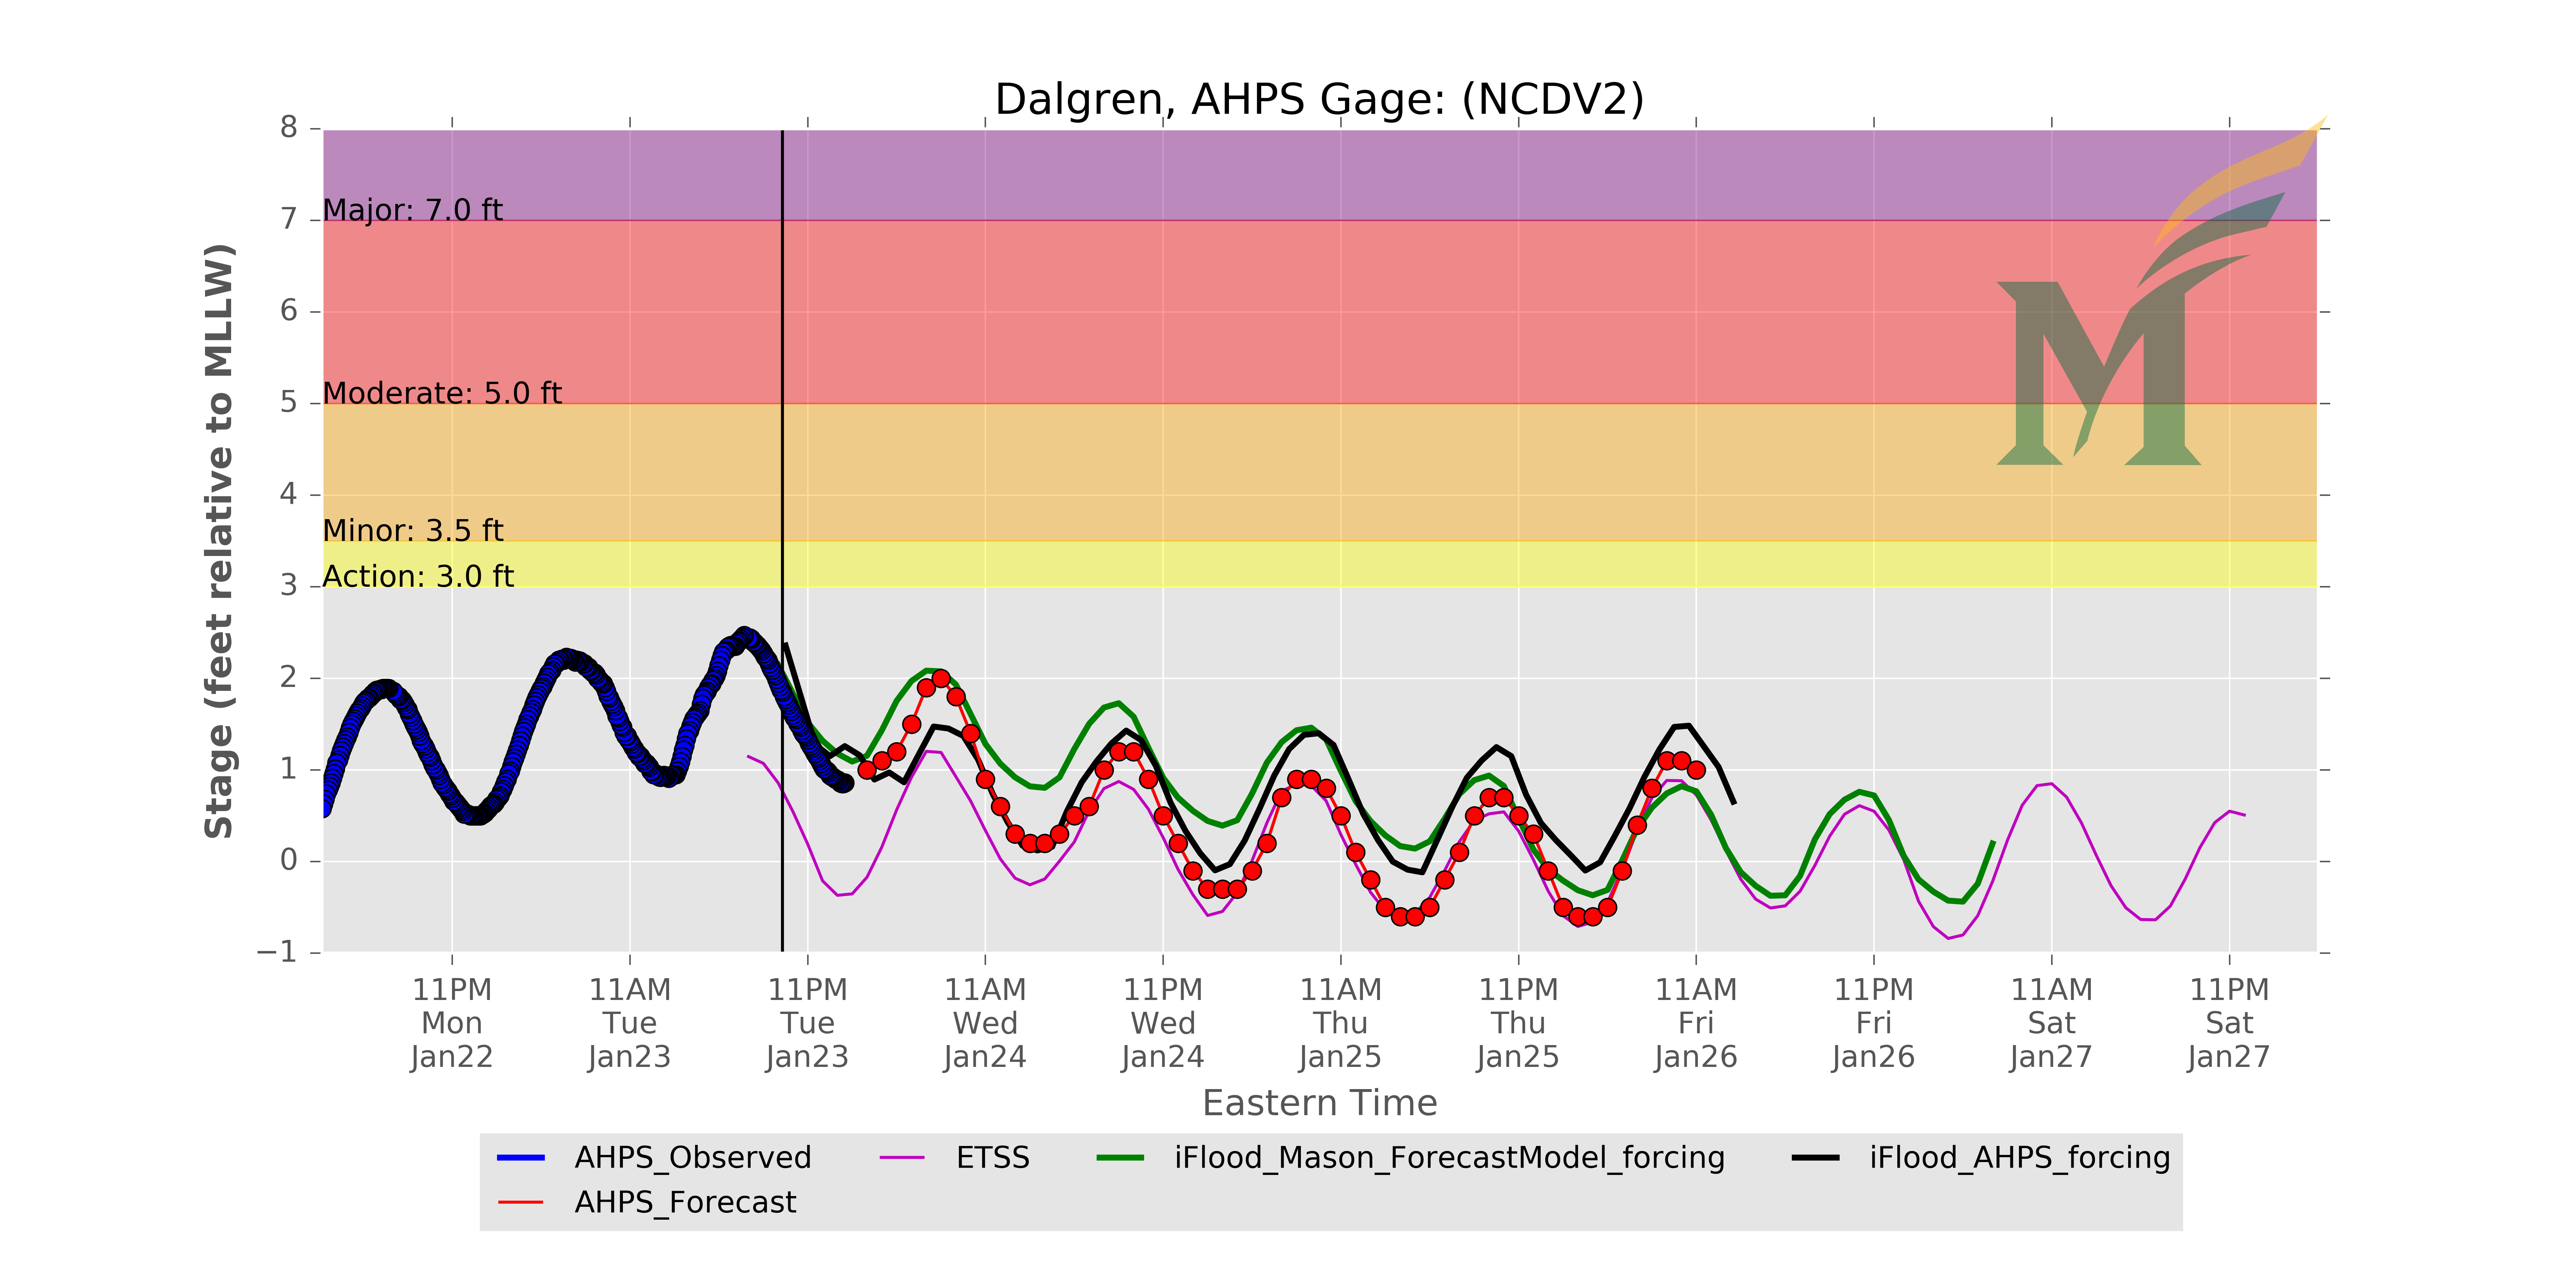 Dalgren, AHPS Gage: (NCDV2)
8
7
6
5
4
3
2
1
0
−1
Stage (feet relative to MLLW)
Major: 7.0 ft
Moderate: 5.0 ft
Minor: 3.5 ft
Action: 3.0 ft
M
11PM 11AM 11PM 11AM 11PM 11AM 11PM 11AM 11PM 11AM 11PM
Mon Tue Tue Wed Wed Thu Thu Fri Fri Sat Sat
Jan22 Jan23 Jan23 Jan24 Jan24 Jan25 Jan25 Jan26 Jan26 Jan27 Jan27
Eastern Time
AHPS_Observed ETSS iFlood_Mason_ForecastModel_forcing iFlood_AHPS_forcing
AHPS_Forecast